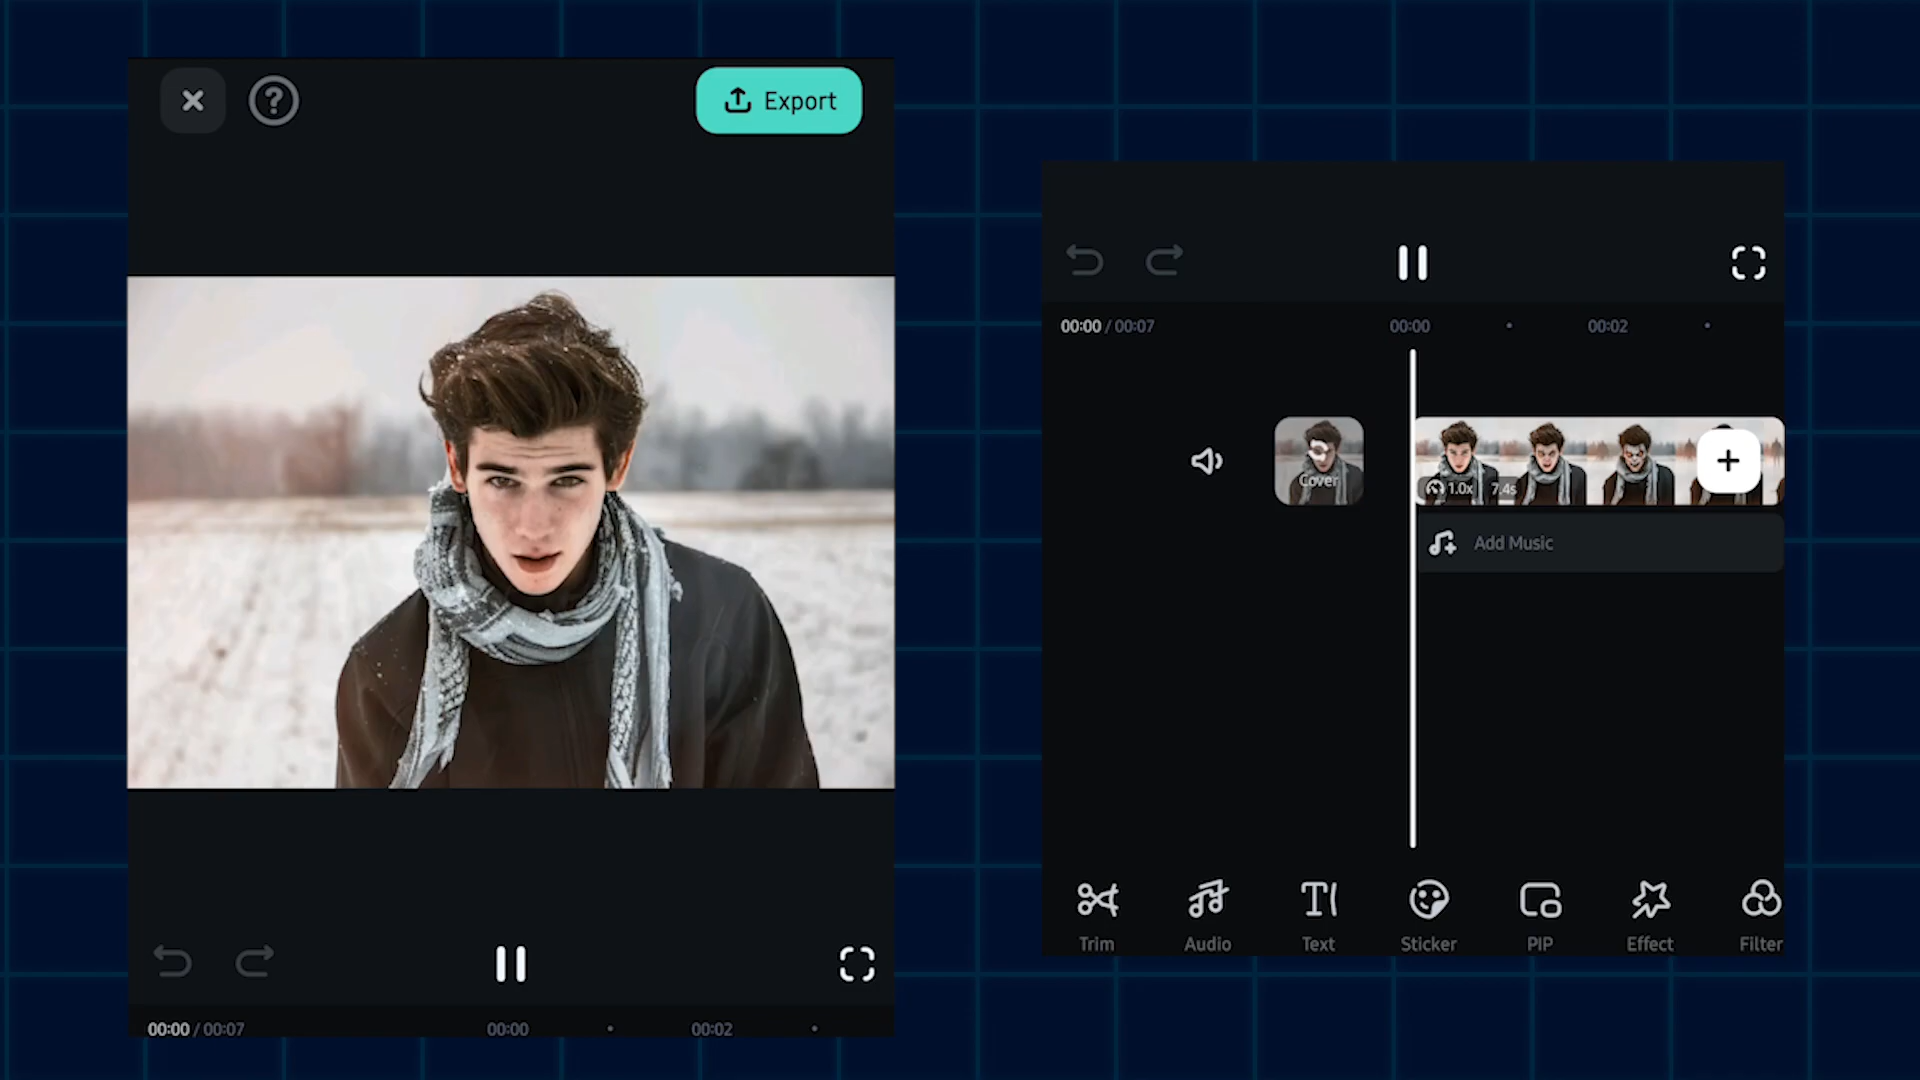 Export
00:00 / 00:07
00:00
02:00
00:00 / 00:07
00:00
00:02
Cover
1.0x
7.4s
Add Music
Trim
Audio
Text
Sticker
PIP
Effect
Filter